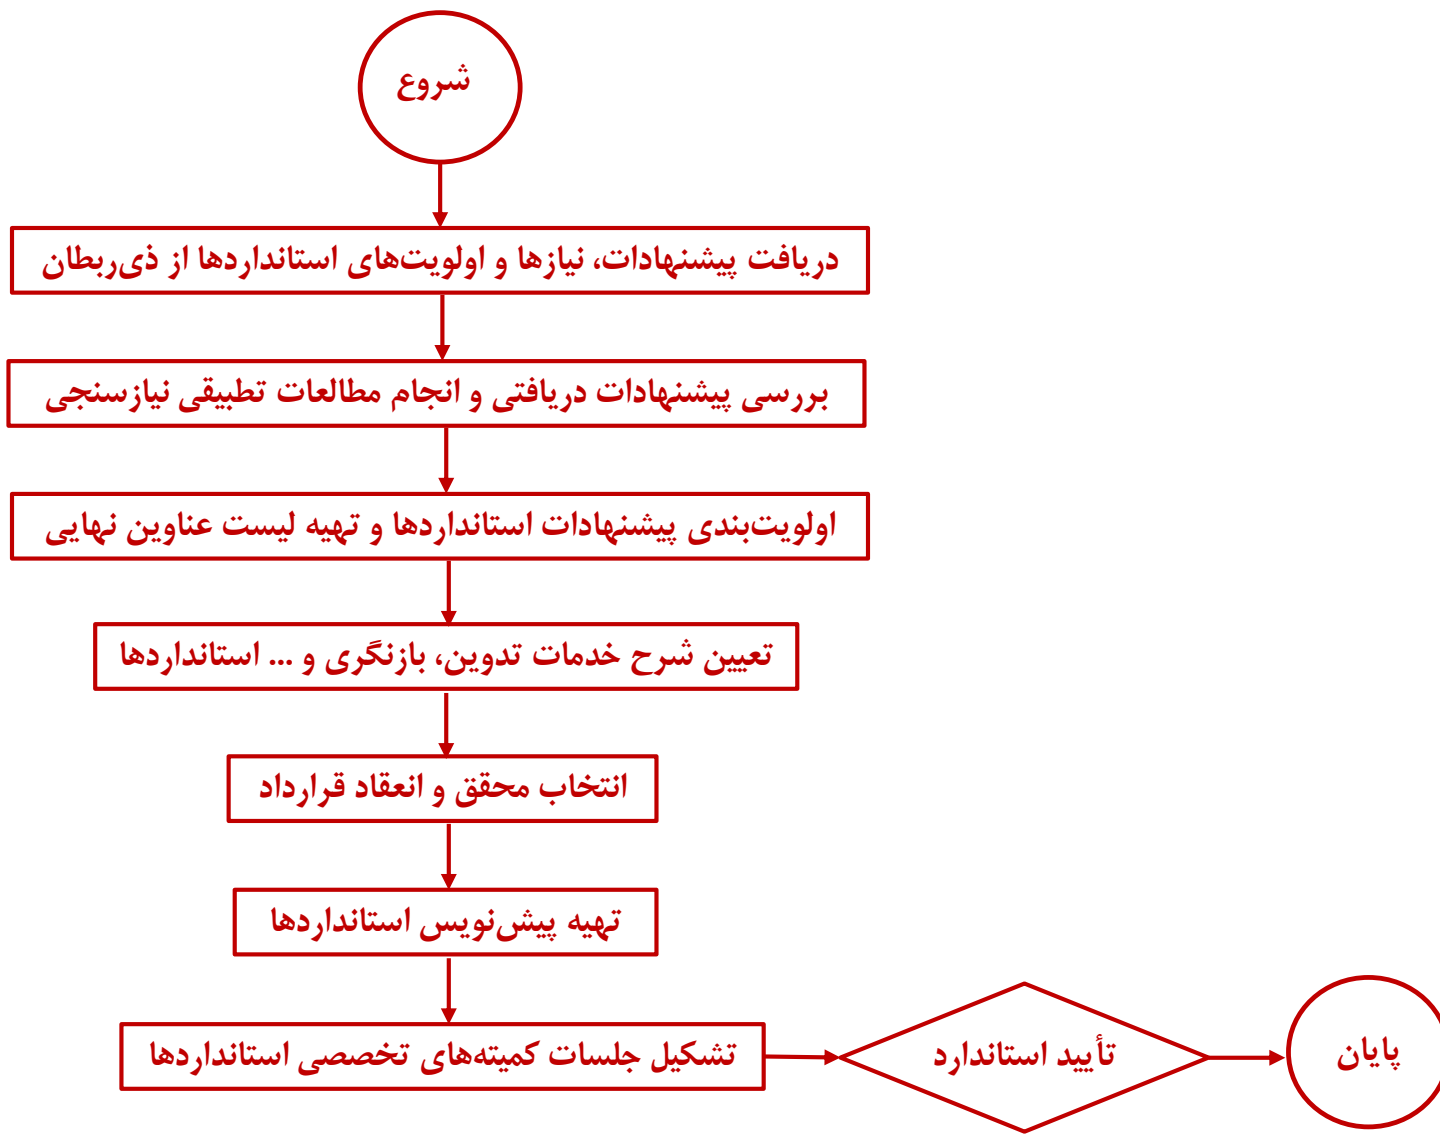 شروع
دریافت پیشنهادات، نیازها و اولویت‌های استانداردها از ذی‌ربطان
بررسی پیشنهادات دریافتی و انجام مطالعات تطبیقی نیازسنجی
اولویت‌بندی پیشنهادات استانداردها و تهیه لیست عناوین نهایی
تعیین شرح خدمات تدوین، بازنگری و ... استانداردها
انتخاب محقق و انعقاد قرارداد
تهیه پیش‌نویس استانداردها
تشکیل جلسات کمیته‌های تخصصی استانداردها
تأیید استاندارد
پایان